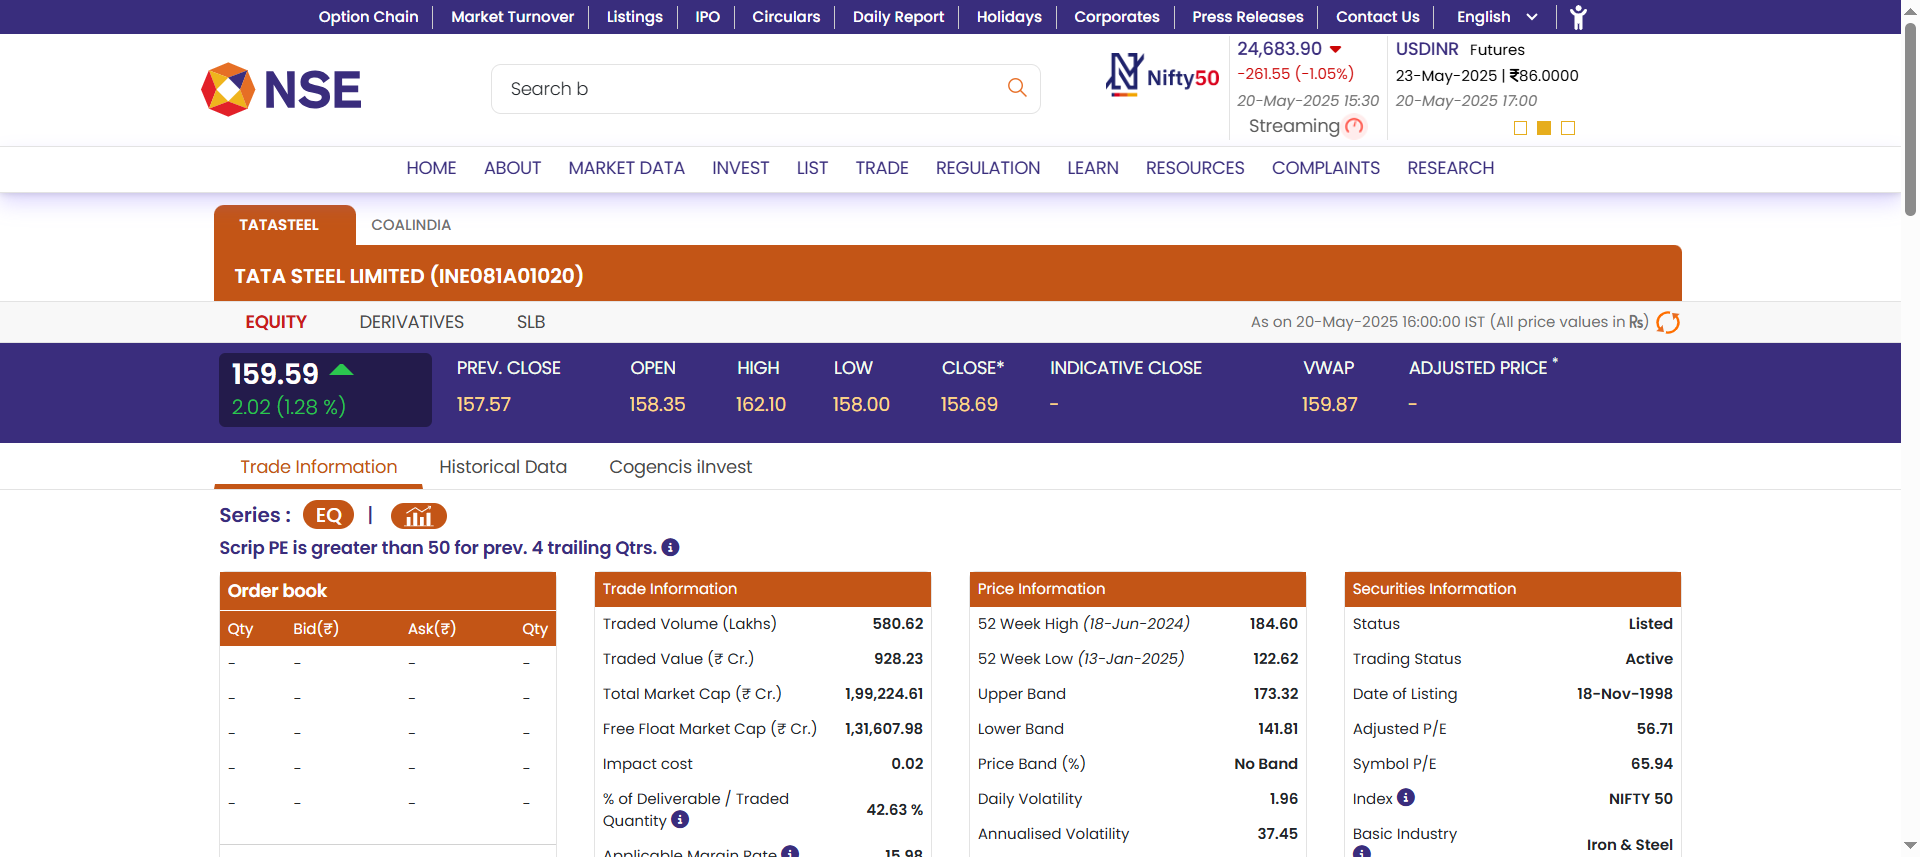 Option Chain Market Turnover Listings IPO Circulars Daily Report Holidays Corporates Press Releases Contact Us English
NSE
Search b
Nifty50
24,683.90
-261.55 (-1.05%)
20-May-2025 15:30
Streaming
USDINR Futures
23-May-2025 | ₹86.0000
20-May-2025 17:00
HOME ABOUT MARKET DATA INVEST LIST TRADE REGULATION LEARN RESOURCES COMPLAINTS RESEARCH
TATASTEEL COALINDIA
TATA STEEL LIMITED (INE081A01020)
EQUITY DERIVATIVES SLB As on 20-May-2025 16:00:00 IST (All price values in ₨)
159.59
2.02 (1.28 %)
PREV. CLOSE OPEN HIGH LOW CLOSE* INDICATIVE CLOSE VWAP ADJUSTED PRICE *
157.57 158.35 162.10 158.00 158.69 - 159.87 -
Trade Information Historical Data Cogencis iInvest
Series : EQ |
Scrip PE is greater than 50 for prev. 4 trailing Qtrs.
Order book
Qty Bid(₹) Ask(₹) Qty
- - - -
- - - -
- - - -
- - - -
- - - -
Trade Information
Traded Volume (Lakhs) 580.62
Traded Value (₹ Cr.) 928.23
Total Market Cap (₹ Cr.) 1,99,224.61
Free Float Market Cap (₹ Cr.) 1,31,607.98
Impact cost 0.02
% of Deliverable / Traded
Quantity 42.63 %
Applicable Margin Rate 15.98
Price Information
52 Week High (18-Jun-2024) 184.60
52 Week Low (13-Jan-2025) 122.62
Upper Band 173.32
Lower Band 141.81
Price Band (%) No Band
Daily Volatility 1.96
Annualised Volatility 37.45
Securities Information
Status Listed
Trading Status Active
Date of Listing 18-Nov-1998
Adjusted P/E 56.71
Symbol P/E 65.94
Index NIFTY 50
Basic Industry Iron & Steel